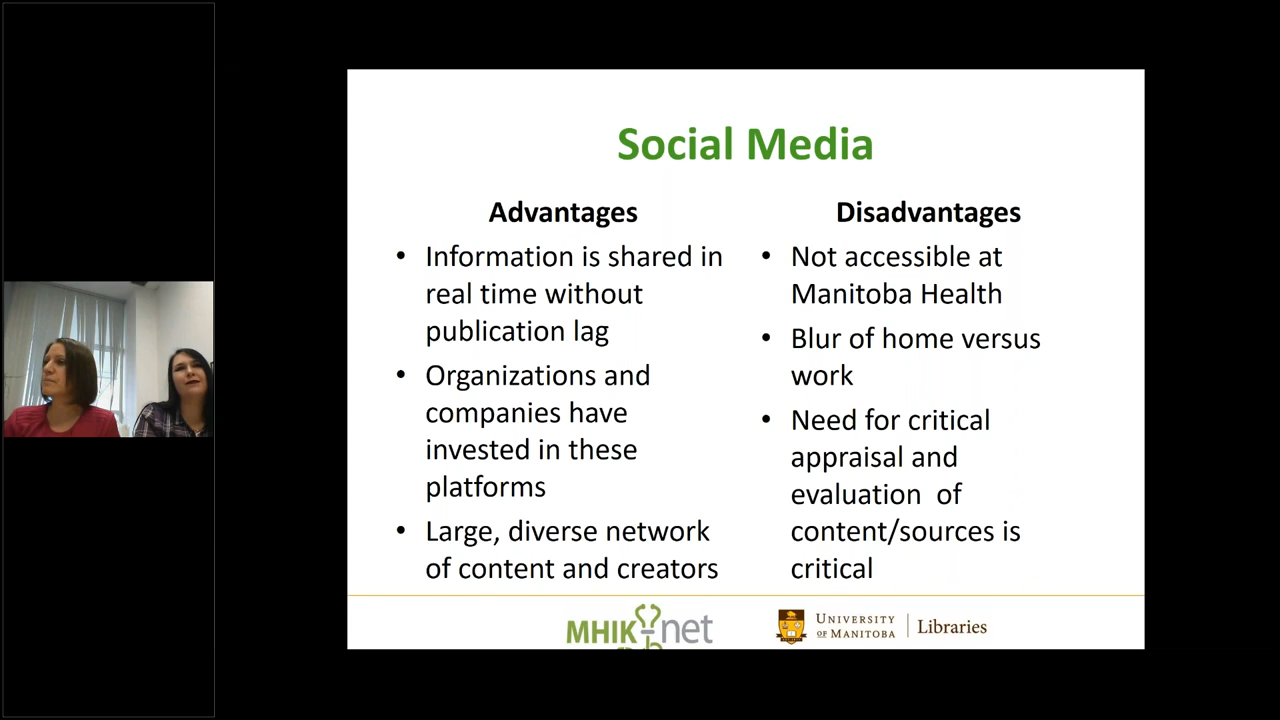 Social Media
Advantages
Information is shared in
real time without
publication lag
Organizations and
companies have
invested in these
platforms
Large, diverse network
of content and creators
Disadvantages
Not accessible at
Manitoba Health
Blur of home versus
work
Need for critical
appraisal and
evaluation  of
content/sources is
critical
MHIKnet
UNIVERSITY
OF MANITOBA
Libraries